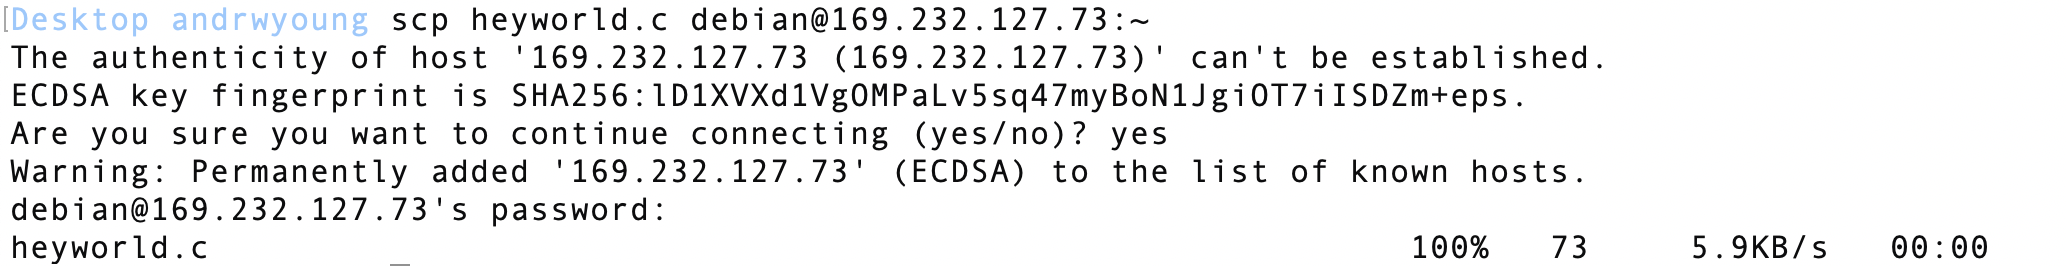 Desktop andrwyoung scp heyworld.c debian@169.232.127.73:~
The authenticity of host '169.232.127.73 (169.232.127.73)' can't be established.
ECDSA key fingerprint is SHA256:lD1XVXd1VgOMPaLv5sq47myBoN1JgiOT7iISDZm+eps.
Are you sure you want to continue connecting (yes/no)? yes
Warning: Permanently added '169.232.127.73' (ECDSA) to the list of known hosts.
debian@169.232.127.73's password:
heyworld.c 100% 73 5.9KB/s 00:00